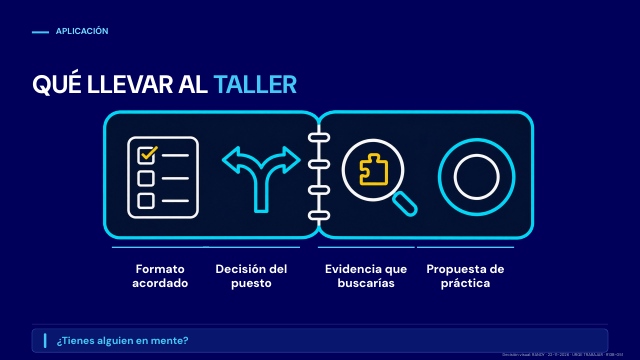 APLICACIÓN
QUÉ LLEVAR AL TALLER
Formato acordado
Decisión del puesto
Evidencia que buscarías
Propuesta de práctica
¿Tienes alguien en mente?